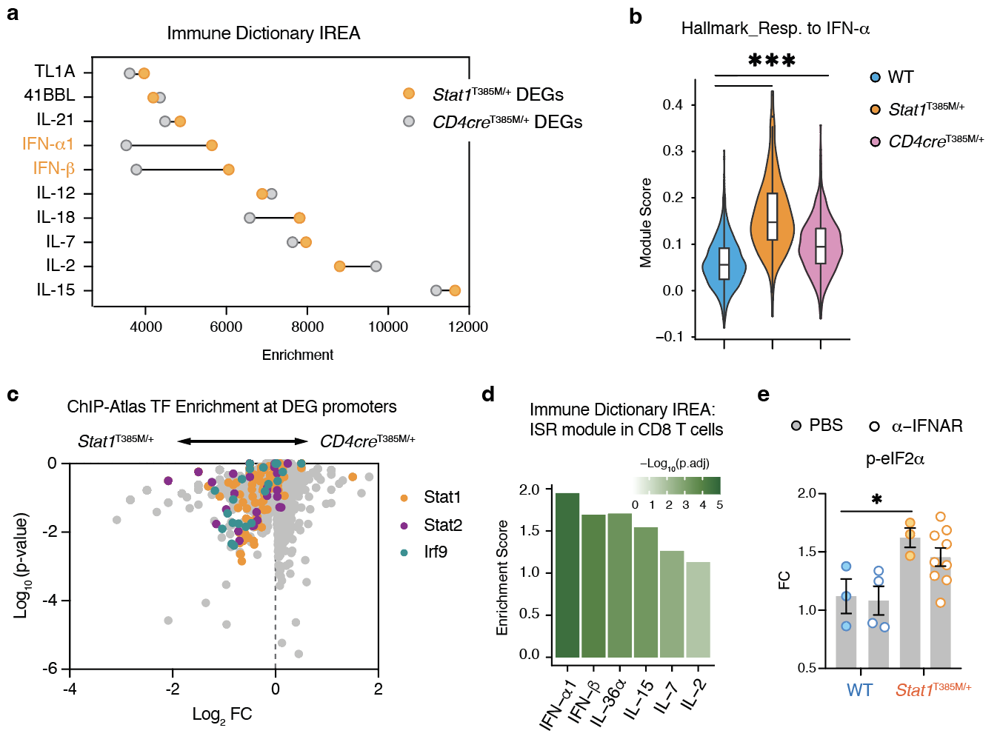 a
Immune Dictionary IREA
TL1A
41BBL
IL-21
IFN-α1
IFN-β
IL-12
IL-18
IL-7
IL-2
IL-15
Stat1T385M/+ DEGs
CD4creT385M/+ DEGs
4000 6000 8000 10000 12000
Enrichment
b
Hallmark_Resp. to IFN-α
***
WT
Stat1T385M/+
CD4creT385M/+
Module Score
0.4
0.3
0.2
0.1
0.0
−0.1
c
ChIP-Atlas TF Enrichment at DEG promoters
Stat1T385M/+ CD4creT385M/+
Log10 (p-value)
0
-2
-4
-6
-4 -2 0 2
Log2 FC
Stat1
Stat2
Irf9
d
Immune Dictionary IREA:
ISR module in CD8 T cells
−Log10(p.adj)
0 1 2 3 4 5
Enrichment Score
2.0
1.5
1.0
0.5
0.0
IFN−α1
IFN−β
IL−36α
IL−15
IL−7
IL−2
e
PBS α−IFNAR
p-eIF2α
*
FC
2.0
1.5
1.0
0.5
WT Stat1T385M/+